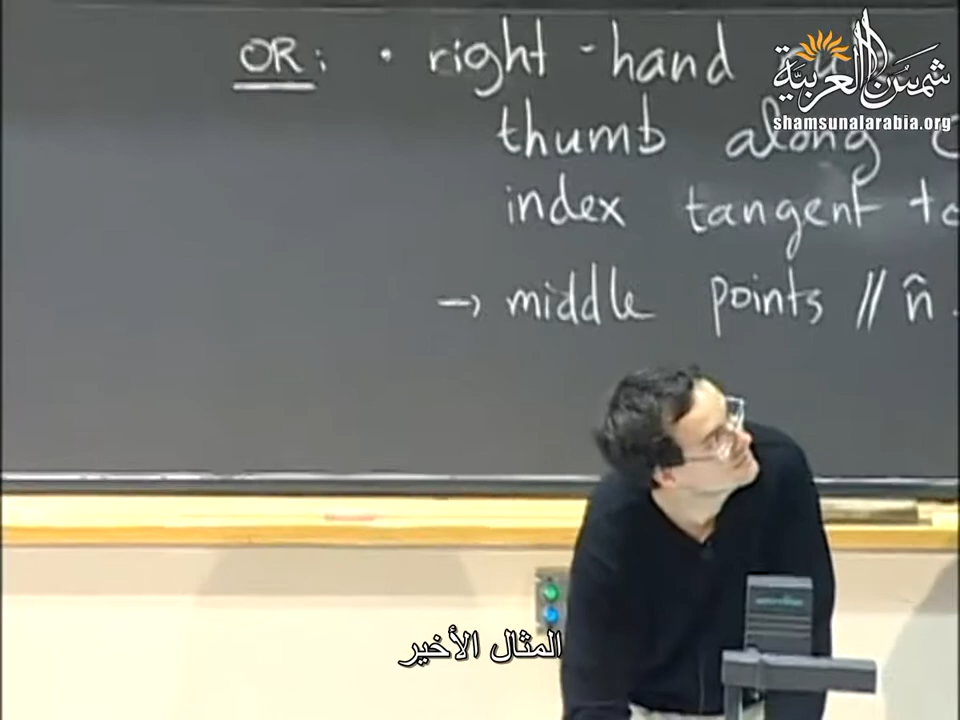 OR: • right-hand
thumb along
index tangent to
→ middle points // n̂
شمس العربية
shamsunalarabia.org
المثال الأخير